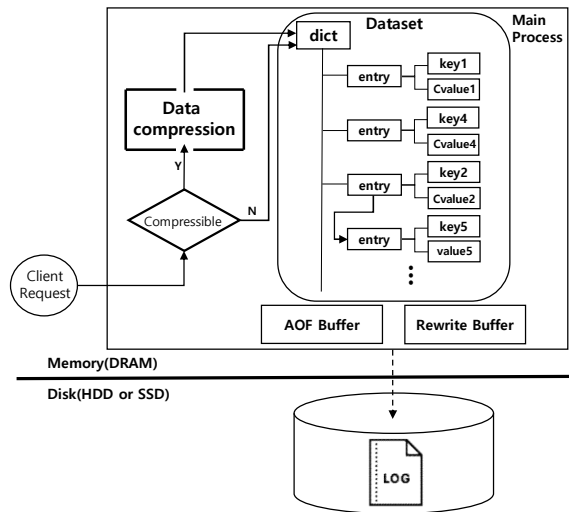 Dataset
Main
Process
dict
key1
entry
Cvalue1
Data
compression
key4
entry
Cvalue4
Y
key2
entry
Cvalue2
Compressible
N
key5
entry
value5
Client
Request
AOF Buffer
Rewrite Buffer
Memory(DRAM)
Disk(HDD or SSD)
LOG